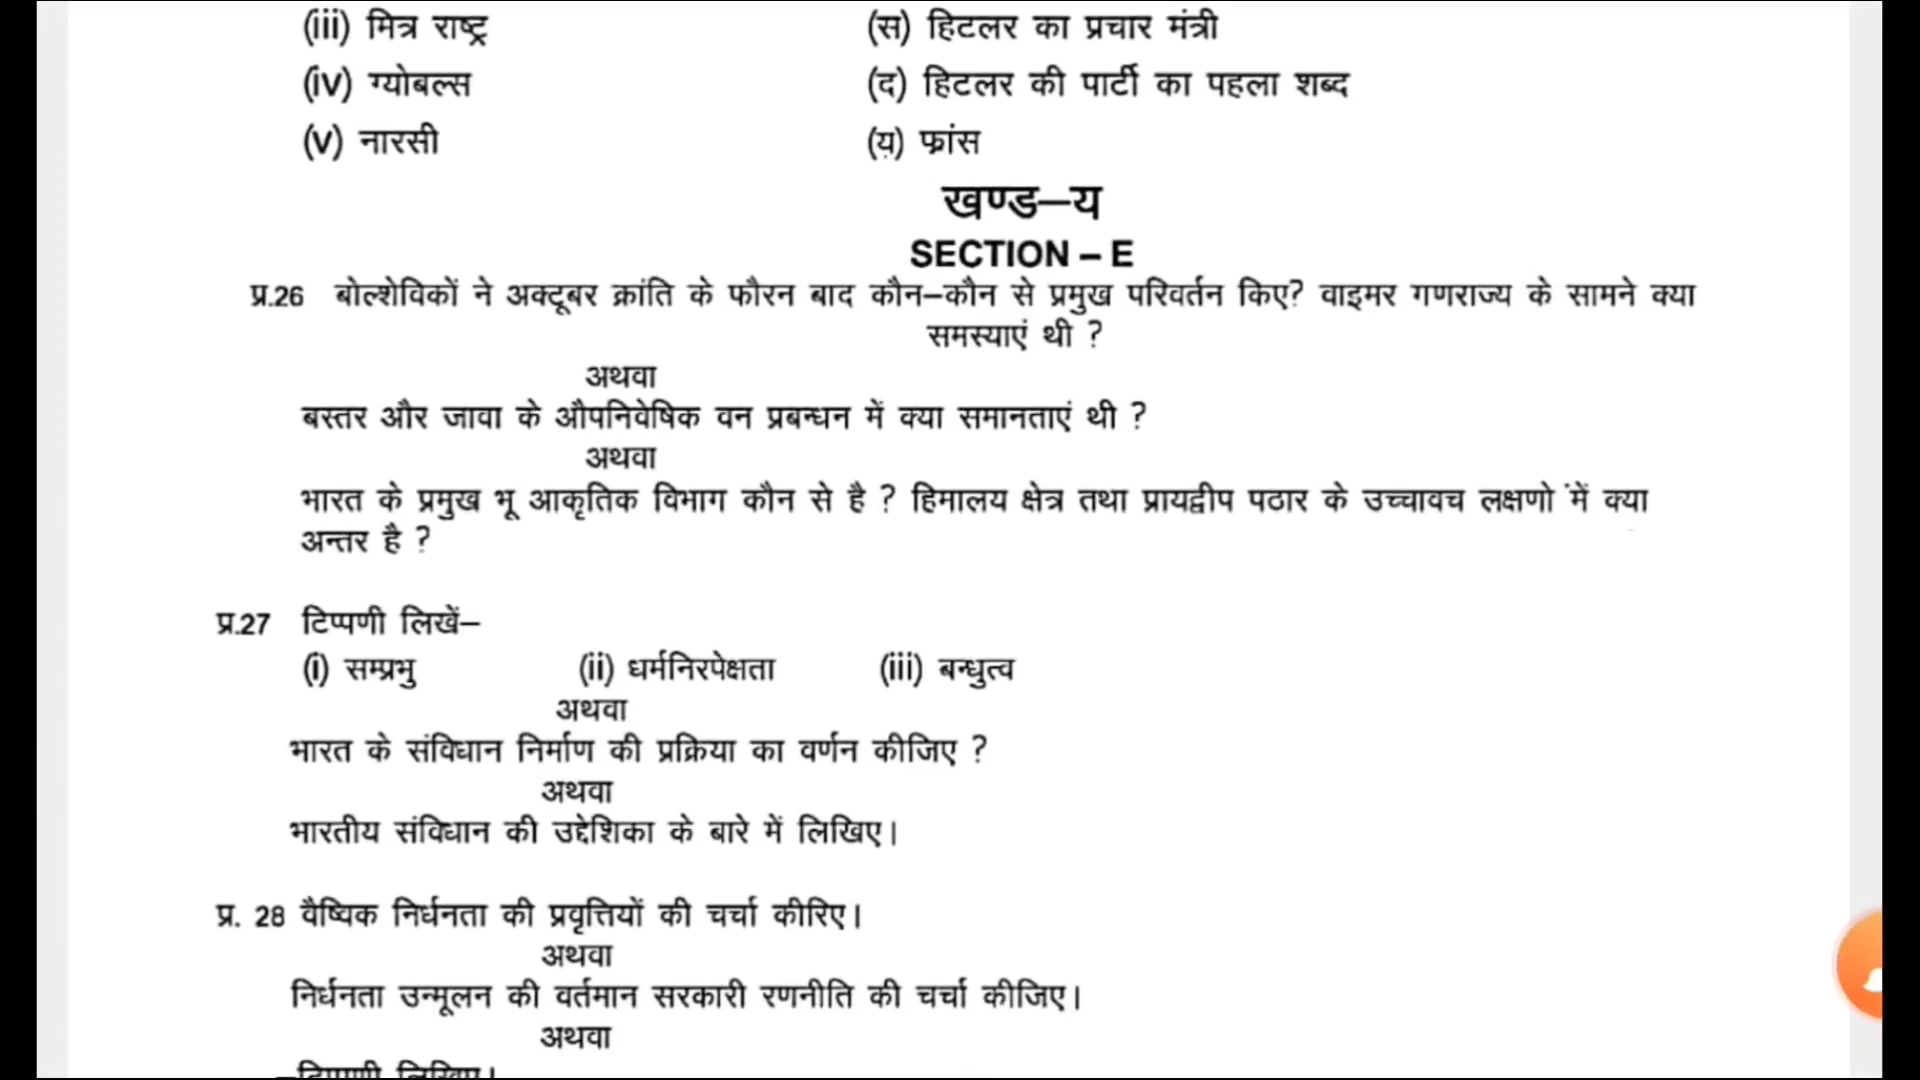 (iii) मित्र राष्ट्र (स) हिटलर का प्रचार मंत्री
(iv) ग्योबल्स (द) हिटलर की पार्टी का पहला शब्द
(v) नारसी (य) फ्रांस
खण्ड–य
SECTION – E
प्र.26 बोल्शेविकों ने अक्टूबर क्रांति के फौरन बाद कौन–कौन से प्रमुख परिवर्तन किए? वाइमर गणराज्य के सामने क्या
समस्याएं थी ?
अथवा
बस्तर और जावा के औपनिवेषिक वन प्रबन्धन में क्या समानताएं थी ?
अथवा
भारत के प्रमुख भू आकृतिक विभाग कौन से है ? हिमालय क्षेत्र तथा प्रायद्वीप पठार के उच्चावच लक्षणो में क्या
अन्तर है ?
प्र.27 टिप्पणी लिखें–
(i) सम्प्रभु (ii) धर्मनिरपेक्षता (iii) बन्धुत्व
अथवा
भारत के संविधान निर्माण की प्रक्रिया का वर्णन कीजिए ?
अथवा
भारतीय संविधान की उद्देशिका के बारे में लिखिए।
प्र. 28 वैष्विक निर्धनता की प्रवृत्तियों की चर्चा कीरिए।
अथवा
निर्धनता उन्मूलन की वर्तमान सरकारी रणनीति की चर्चा कीजिए।
अथवा
–टिप्पणी लिखिए।